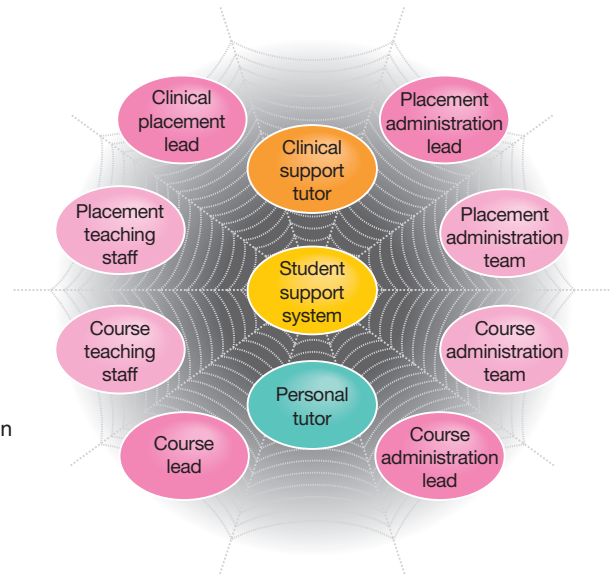 Clinical
placement
lead
Placement
administration
lead
Clinical
support
tutor
Placement
teaching
staff
Placement
administration
team
Student
support
system
Course
teaching
staff
Course
administration
team
Personal
tutor
n
Course
lead
Course
administration
lead